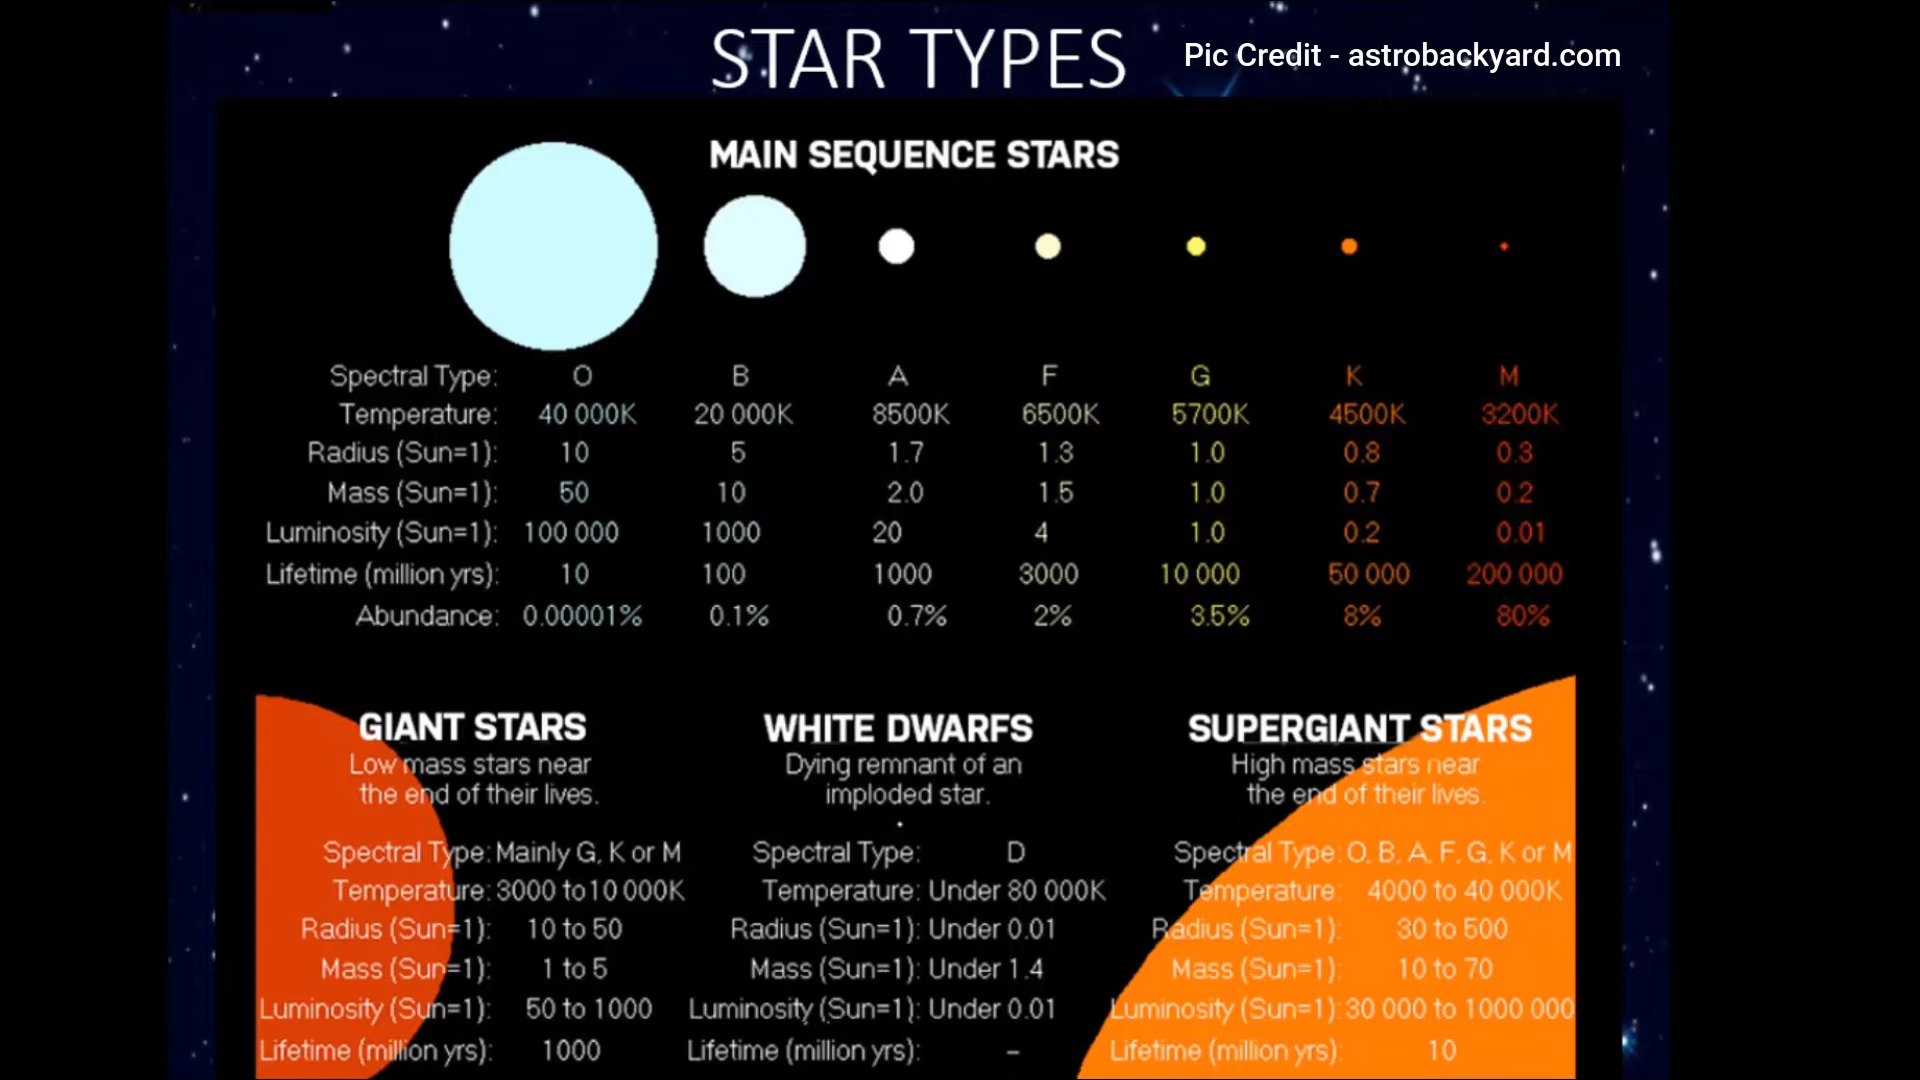 STAR TYPES
Pic Credit - astrobackyard.com
MAIN SEQUENCE STARS
Spectral Type: O B A F G K M
Temperature: 40 000K 20 000K 8500K 6500K 5700K 4500K 3200K
Radius (Sun=1): 10 5 1.7 1.3 1.0 0.8 0.3
Mass (Sun=1): 50 10 2.0 1.5 1.0 0.7 0.2
Luminosity (Sun=1): 100 000 1000 20 4 1.0 0.2 0.01
Lifetime (million yrs): 10 100 1000 3000 10 000 50 000 200 000
Abundance: 0.00001% 0.1% 0.7% 2% 3.5% 8% 80%
GIANT STARS
Low mass stars near
the end of their lives.
Spectral Type: Mainly G, K or M
Temperature: 3000 to 10 000K
Radius (Sun=1): 10 to 50
Mass (Sun=1): 1 to 5
Luminosity (Sun=1): 50 to 1000
Lifetime (million yrs): 1000
WHITE DWARFS
Dying remnant of an
imploded star.
Spectral Type: D
Temperature: Under 80 000K
Radius (Sun=1): Under 0.01
Mass (Sun=1): Under 1.4
Luminosity (Sun=1): Under 0.01
Lifetime (million yrs): –
SUPERGIANT STARS
High mass stars near
the end of their lives.
Spectral Type: O, B, A, F, G, K or M
Temperature: 4000 to 40 000K
Radius (Sun=1): 30 to 500
Mass (Sun=1): 10 to 70
Luminosity (Sun=1): 30 000 to 1000 000
Lifetime (million yrs): 10